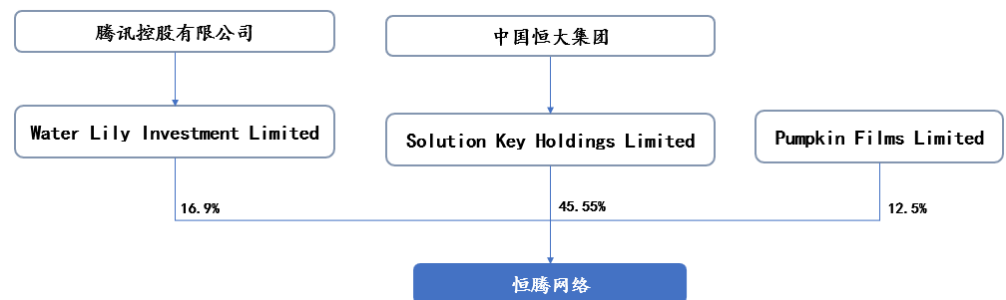 腾讯控股有限公司
中国恒大集团
Water Lily Investment Limited
Solution Key Holdings Limited
Pumpkin Films Limited
16.9%
45.55%
12.5%
恒腾网络